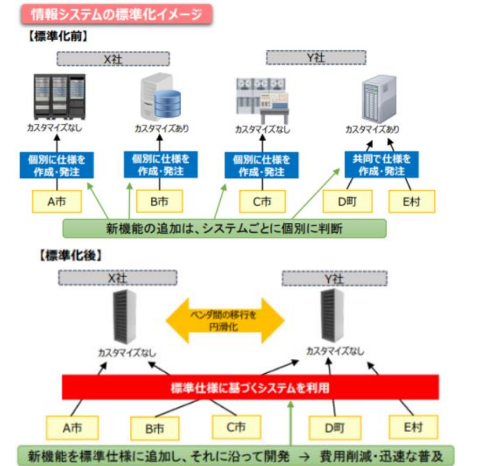 情報システムの標準化イメージ
【標準化前】
X社
Y社
カスタマイズなし
カスタマイズあり
カスタマイズなし
カスタマイズあり
個別に仕様を
作成・発注
個別に仕様を
作成・発注
個別に仕様を
作成・発注
共同で仕様を
作成・発注
A市
B市
C市
D町
E村
新機能の追加は、システムごとに個別に判断
【標準化後】
X社
Y社
ベンダ間の移行を
円滑化
カスタマイズなし
カスタマイズなし
標準仕様に基づくシステムを利用
A市
B市
C市
D町
E村
新機能を標準仕様に追加し、それに沿って開発 → 費用削減・迅速な普及